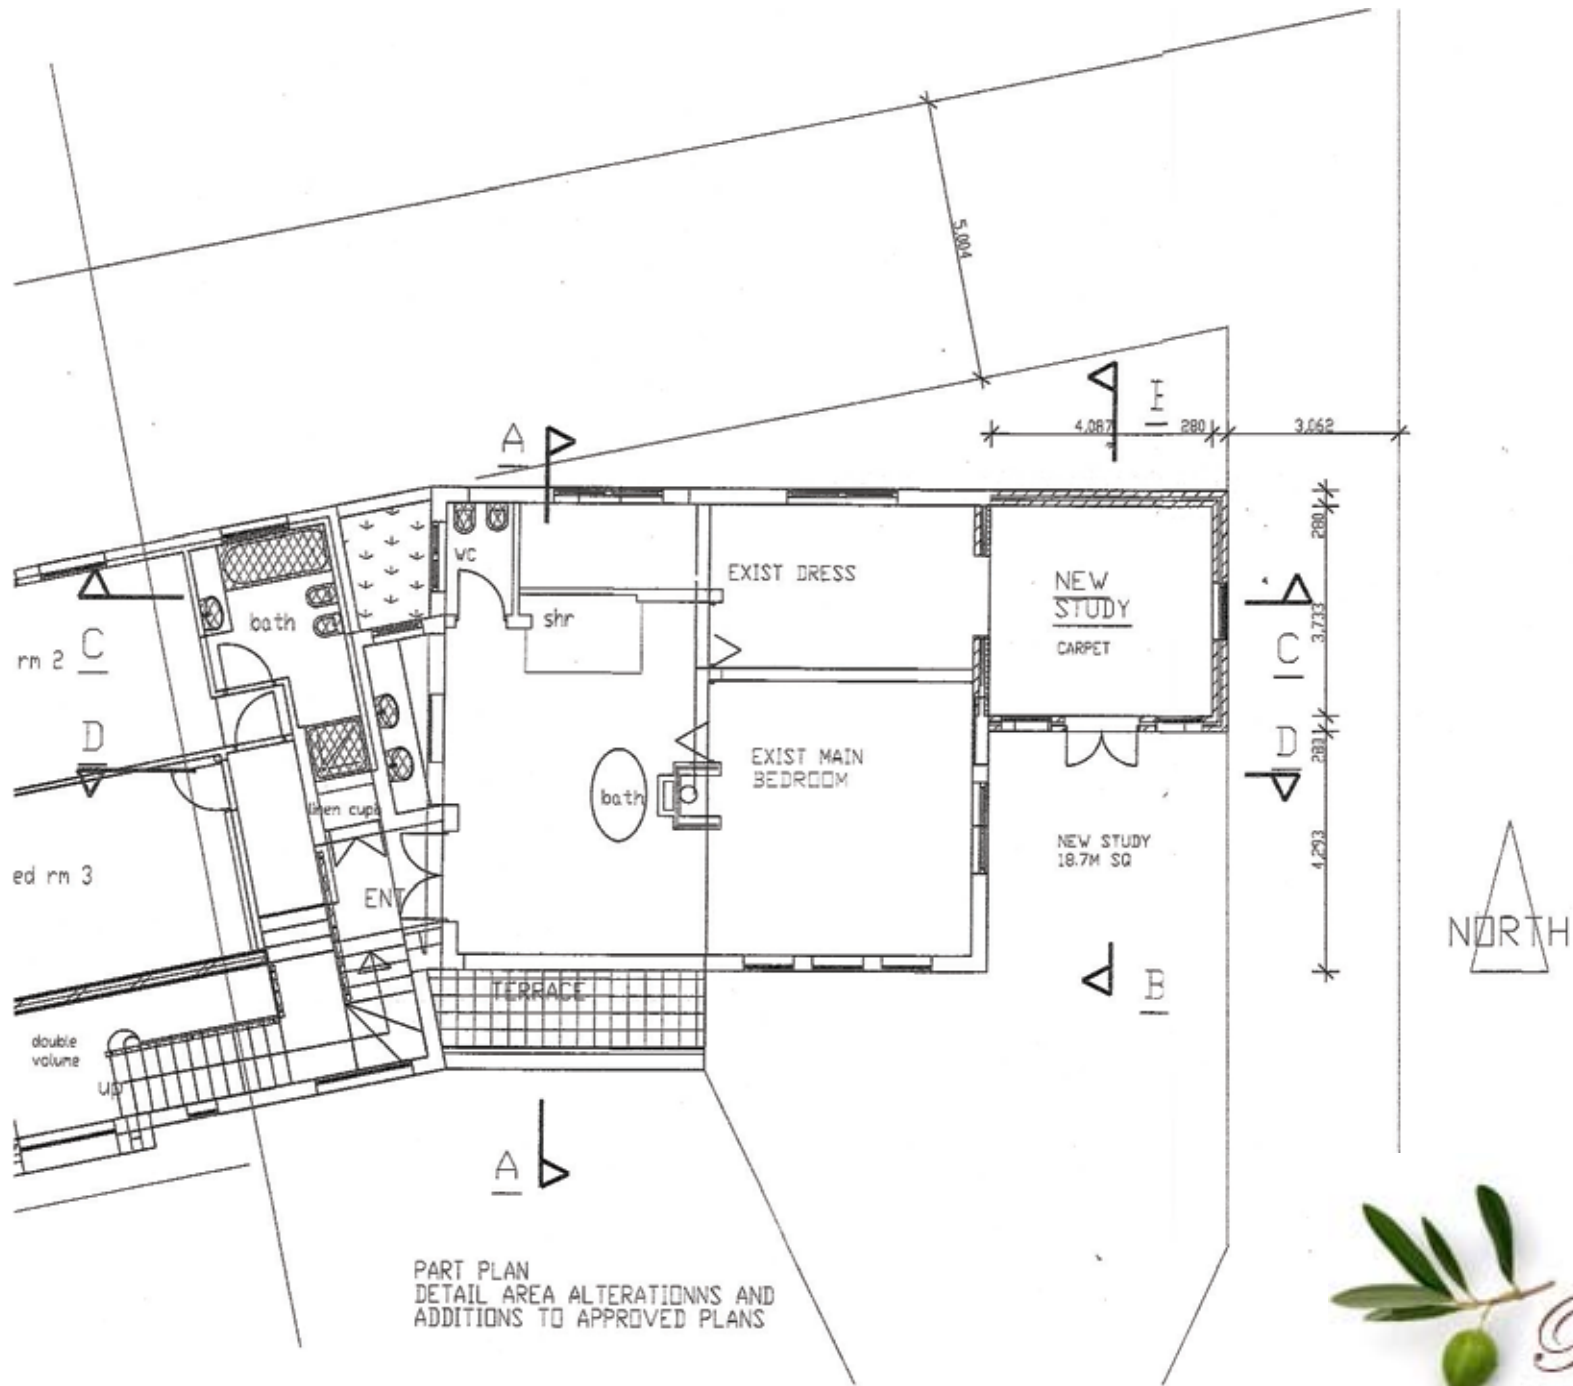 5,004
E
4,087
280
3,062
A
280
WC
EXIST DRESS
NEW
STUDY
CARPET
shr
bath
rm 2
C
3,733
C
D
D
280
EXIST MAIN
BEDROOM
bath
linen cupb
NEW STUDY
18.7M SQ
4,293
ed rm 3
ENT
NORTH
B
TERRACE
double
volume
up
A
PART PLAN
DETAIL AREA ALTERATIONNS AND
ADDITIONS TO APPROVED PLANS